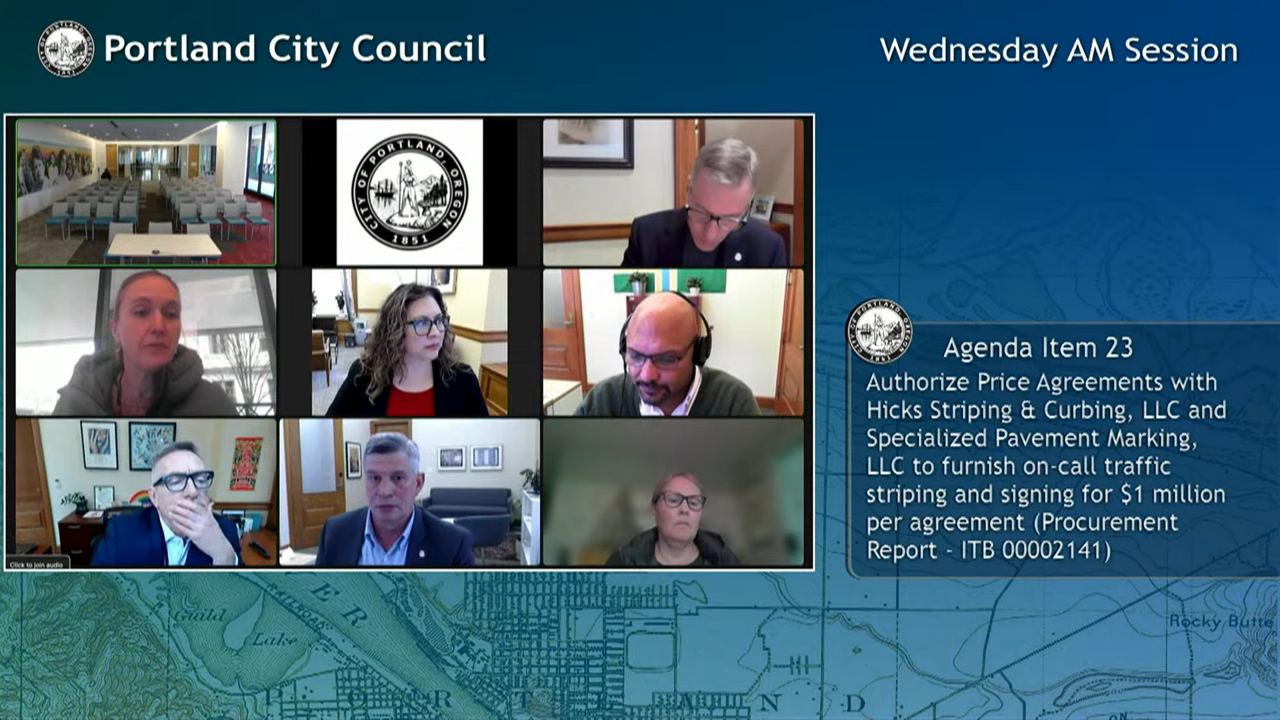 Portland City Council
Wednesday AM Session
CITY OF PORTLAND, OREGON
1851
Click to join audio
Agenda Item 23
Authorize Price Agreements with
Hicks Striping & Curbing, LLC and
Specialized Pavement Marking,
LLC to furnish on-call traffic
striping and signing for $1 million
per agreement (Procurement
Report - ITB 00002141)
Guild
Lake
RAILROAD
E R
Rocky Butte
P O R T L A N D